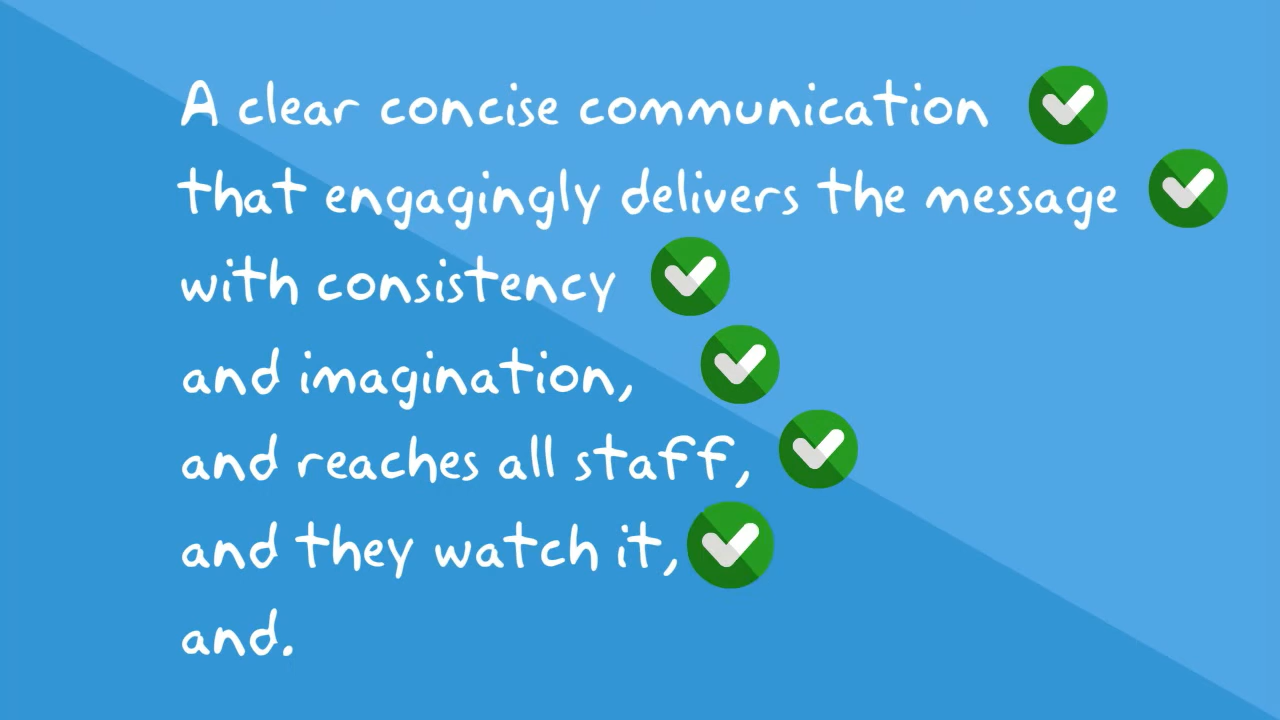 A clear concise communication
that engagingly delivers the message
with consistency
and imagination,
and reaches all staff,
and they watch it,
and.